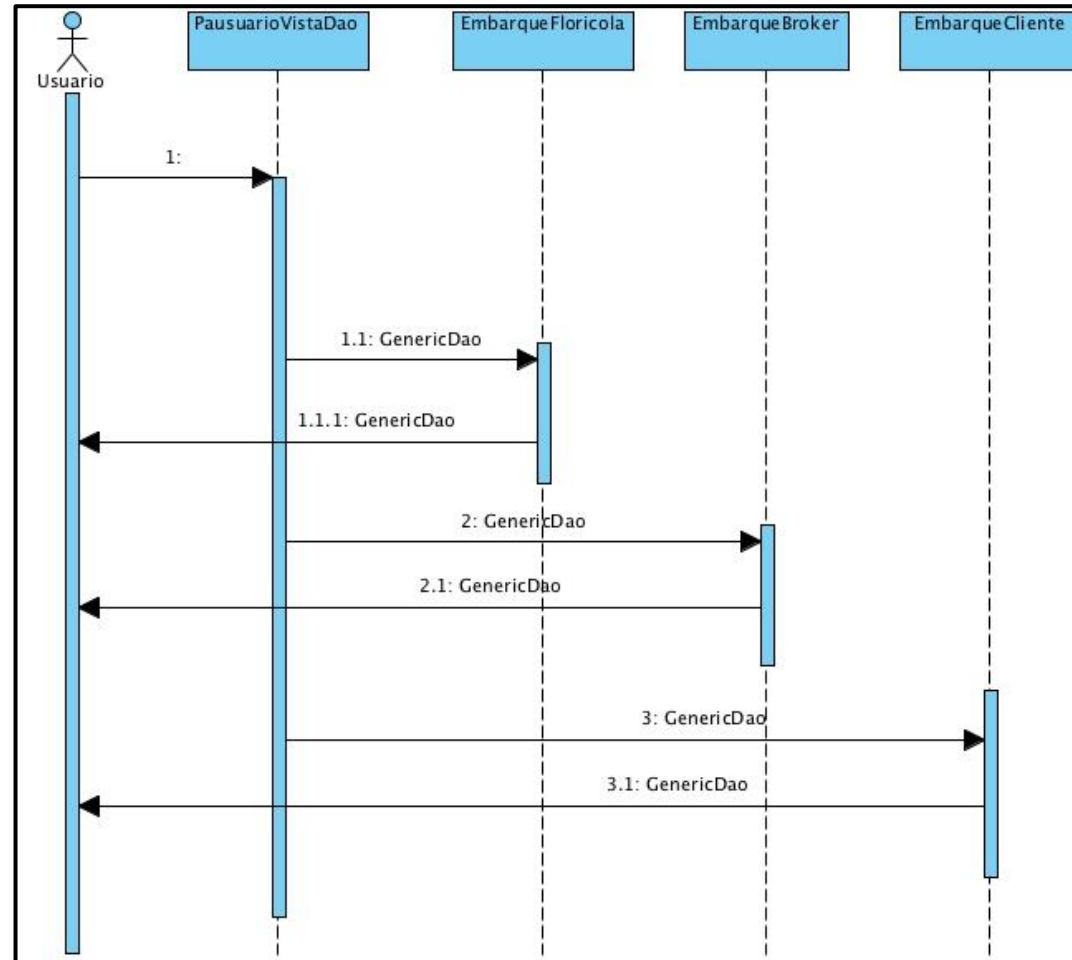 PausuarioVistaDao
EmbarqueFloricola
EmbarqueBroker
EmbarqueCliente
Usuario
1:
1.1: GenericDao
1.1.1: GenericDao
2: GenericDao
2.1: GenericDao
3: GenericDao
3.1: GenericDao